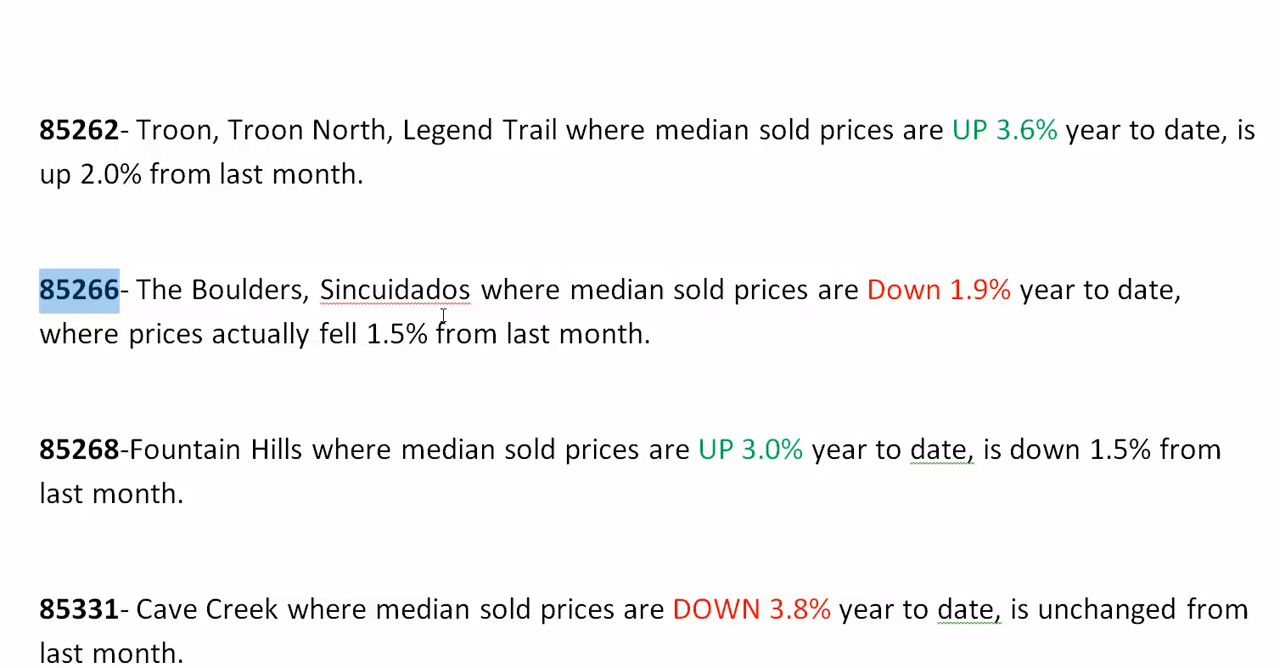 85262- Troon, Troon North, Legend Trail where median sold prices are UP 3.6% year to date, is
up 2.0% from last month.
85266- The Boulders, Sincuidados where median sold prices are Down 1.9% year to date,
where prices actually fell 1.5% from last month.
85268-Fountain Hills where median sold prices are UP 3.0% year to date, is down 1.5% from
last month.
85331- Cave Creek where median sold prices are DOWN 3.8% year to date, is unchanged from
last month.